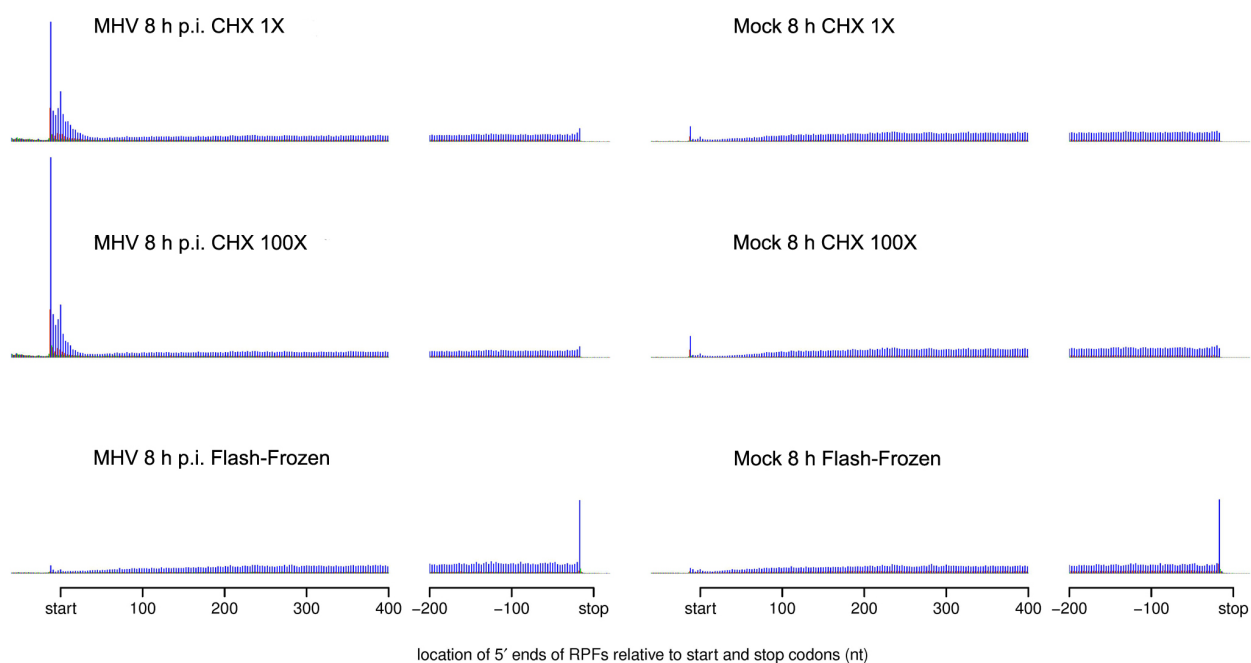 MHV 8 h p.i. CHX 1X
Mock 8 h CHX 1X
MHV 8 h p.i. CHX 100X
Mock 8 h CHX 100X
MHV 8 h p.i. Flash-Frozen
Mock 8 h Flash-Frozen
start 100 200 300 400 −200 −100 stop start 100 200 300 400 −200 −100 stop
location of 5′ ends of RPFs relative to start and stop codons (nt)